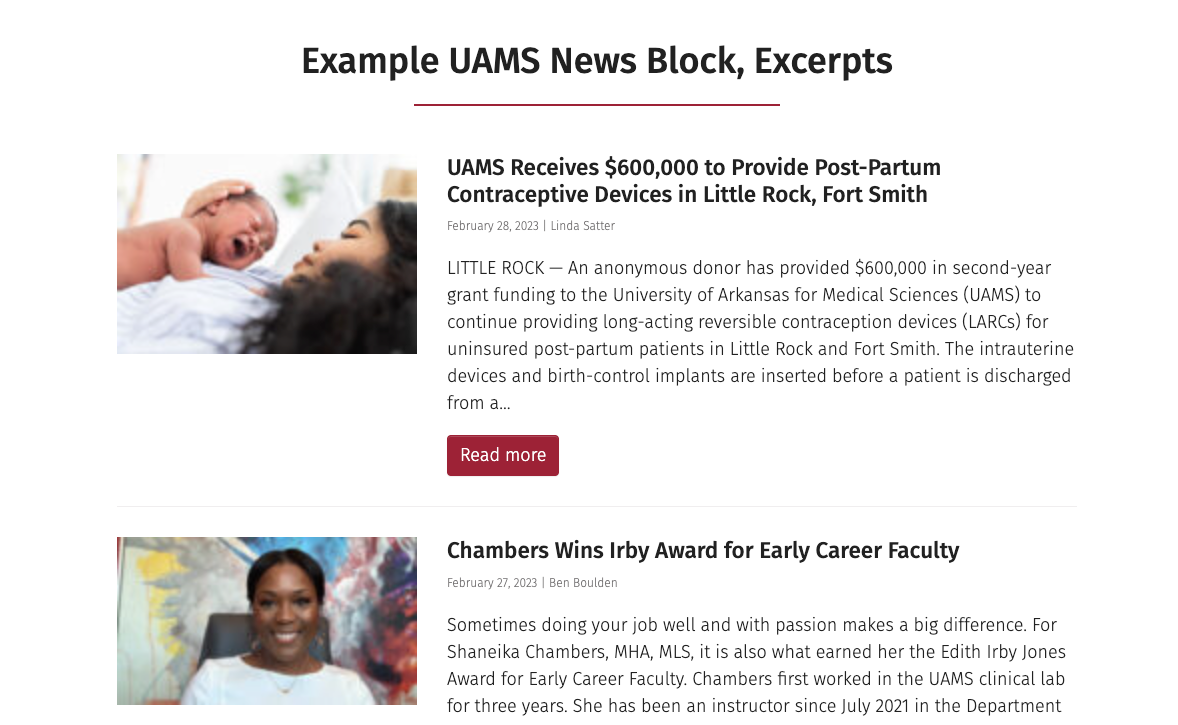 Example UAMS News Block, Excerpts
UAMS Receives $600,000 to Provide Post-Partum
Contraceptive Devices in Little Rock, Fort Smith
February 28, 2023 | Linda Satter
LITTLE ROCK — An anonymous donor has provided $600,000 in second-year
grant funding to the University of Arkansas for Medical Sciences (UAMS) to
continue providing long-acting reversible contraception devices (LARCs) for
uninsured post-partum patients in Little Rock and Fort Smith. The intrauterine
devices and birth-control implants are inserted before a patient is discharged
from a...
Read more
Chambers Wins Irby Award for Early Career Faculty
February 27, 2023 | Ben Boulden
Sometimes doing your job well and with passion makes a big difference. For
Shaneika Chambers, MHA, MLS, it is also what earned her the Edith Irby Jones
Award for Early Career Faculty. Chambers first worked in the UAMS clinical lab
for three years. She has been an instructor since July 2021 in the Department